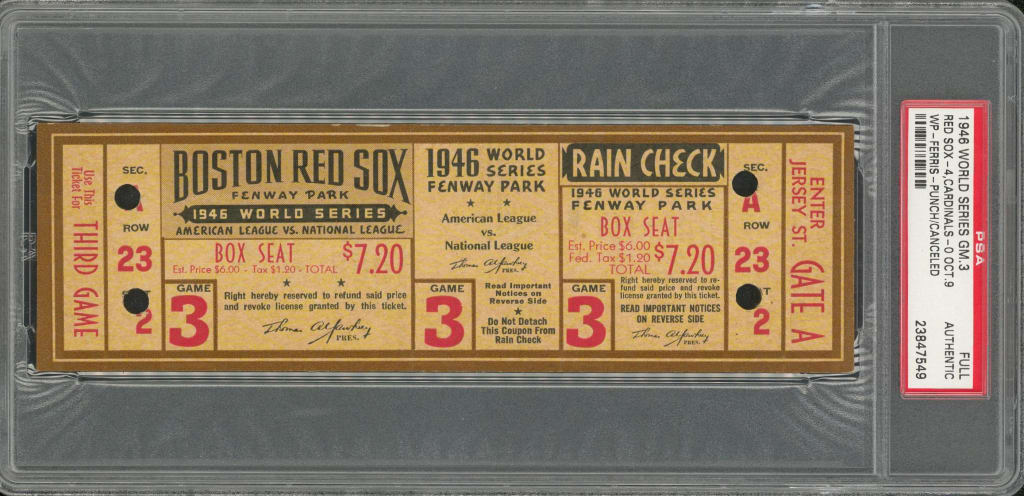 Use This
Ticket For
THIRD GAME
SEC.
ROW
23
2
BOSTON RED SOX
FENWAY PARK
1946 WORLD SERIES
AMERICAN LEAGUE VS. NATIONAL LEAGUE
BOX SEAT
Est. Price $6.00 - Tax $1.20 - TOTAL
$7.20
GAME
3
Right hereby reserved to refund said price
and revoke license granted by this ticket.
PRES.
1946 WORLD
SERIES
FENWAY PARK
American League
vs.
National League
PRES.
GAME
3
Read Important
Notices on
Reverse Side
Do Not Detach
This Coupon From
Rain Check
RAIN CHECK
1946 WORLD SERIES
FENWAY PARK
BOX SEAT
Est. Price $6.00
Fed. Tax $1.20
TOTAL
$7.20
GAME
3
Right hereby reserved to re-
fund said price and revoke
license granted by this ticket.
READ IMPORTANT NOTICES
ON REVERSE SIDE
PRES.
SEC.
A
ROW
23
2
ENTER
JERSEY ST.
GATE A
PSA
1946 WORLD SERIES GM.3
RED SOX-4,CARDINALS-0 OCT.9
WP-FERRIS-PUNCH/CANCELED
FULL
AUTHENTIC
23847549